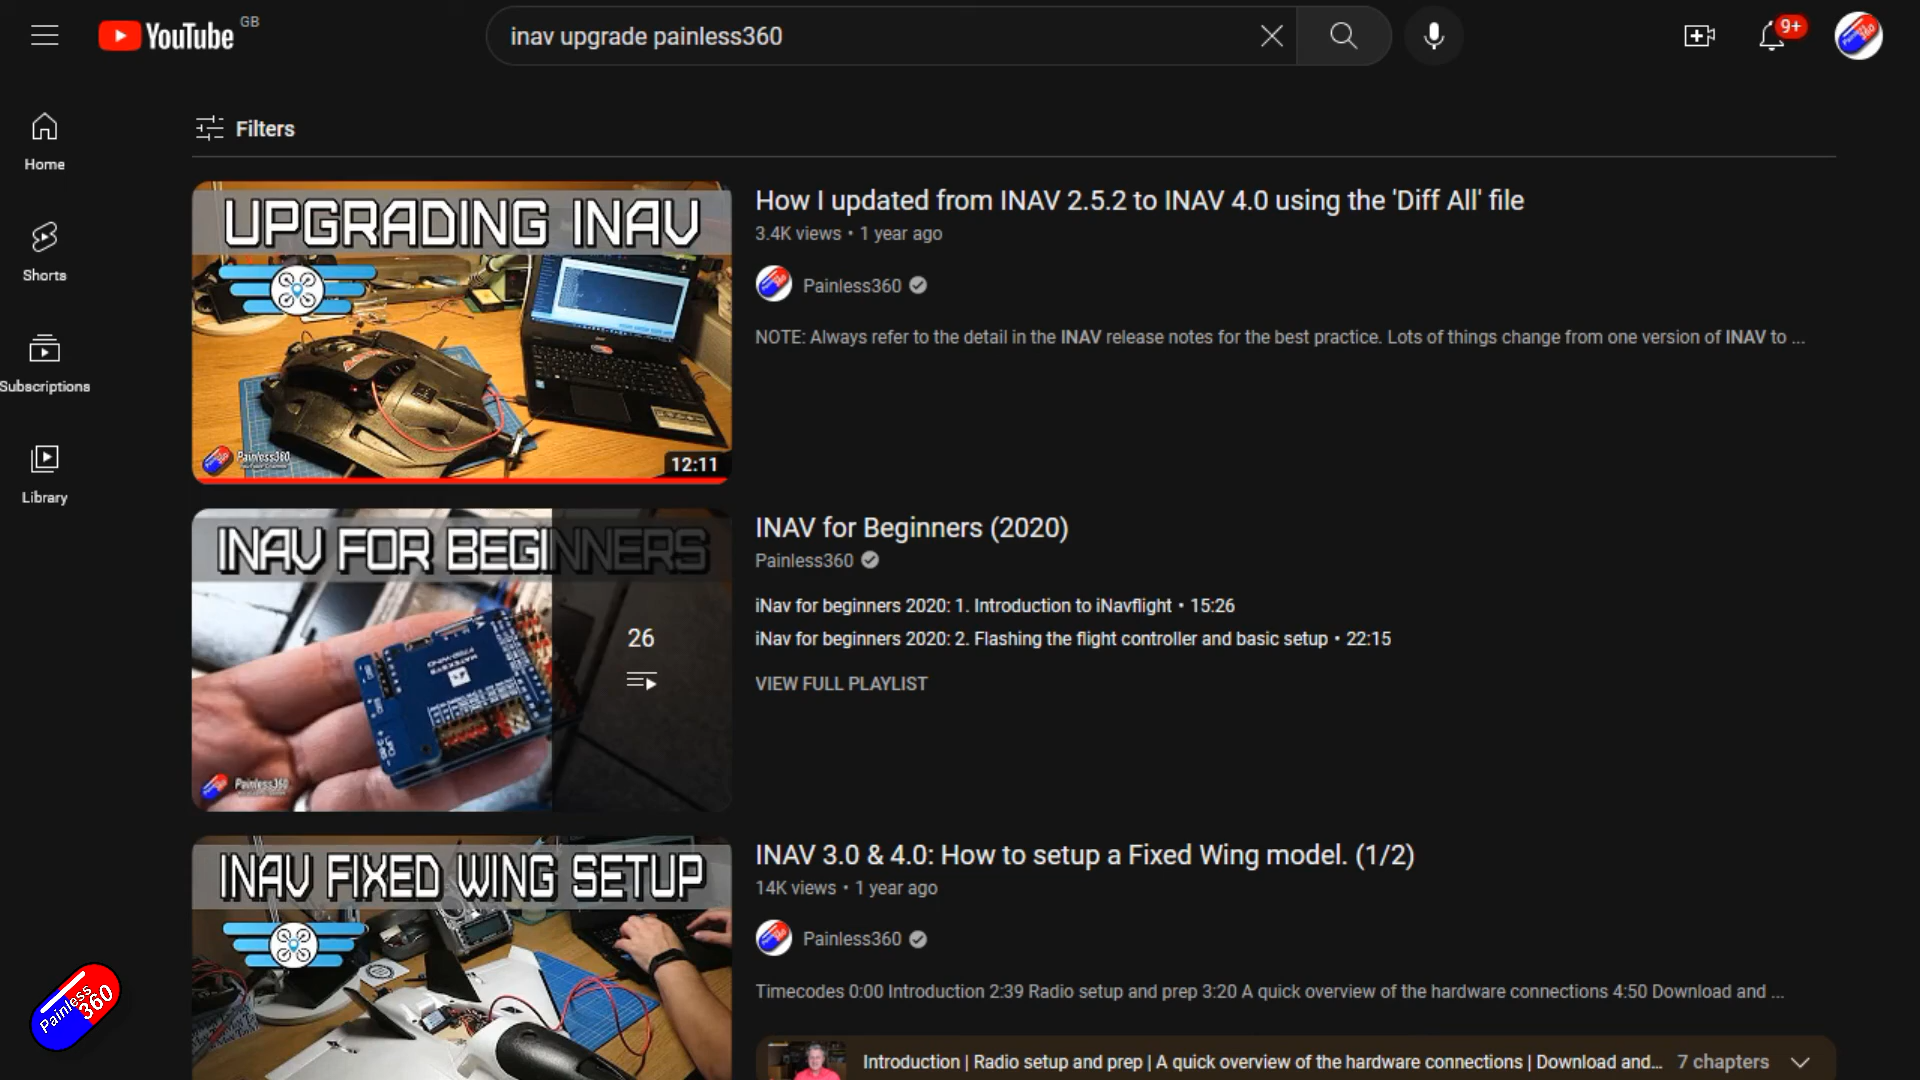 YouTube GB
inav upgrade painless360
9+
Home
Shorts
Subscriptions
Library
Filters
UPGRADING INAV
Painless360
12:11
How I updated from INAV 2.5.2 to INAV 4.0 using the 'Diff All' file
3.4K views • 1 year ago
Painless360
NOTE: Always refer to the detail in the INAV release notes for the best practice. Lots of things change from one version of INAV to ...
INAV FOR BEGINNERS
26
Painless360
INAV for Beginners (2020)
Painless360
iNav for beginners 2020: 1. Introduction to iNavflight • 15:26
iNav for beginners 2020: 2. Flashing the flight controller and basic setup • 22:15
VIEW FULL PLAYLIST
INAV FIXED WING SETUP
INAV 3.0 & 4.0: How to setup a Fixed Wing model. (1/2)
14K views • 1 year ago
Painless360
Timecodes 0:00 Introduction 2:39 Radio setup and prep 3:20 A quick overview of the hardware connections 4:50 Download and ...
Introduction | Radio setup and prep | A quick overview of the hardware connections | Download and... 7 chapters
Painless
360